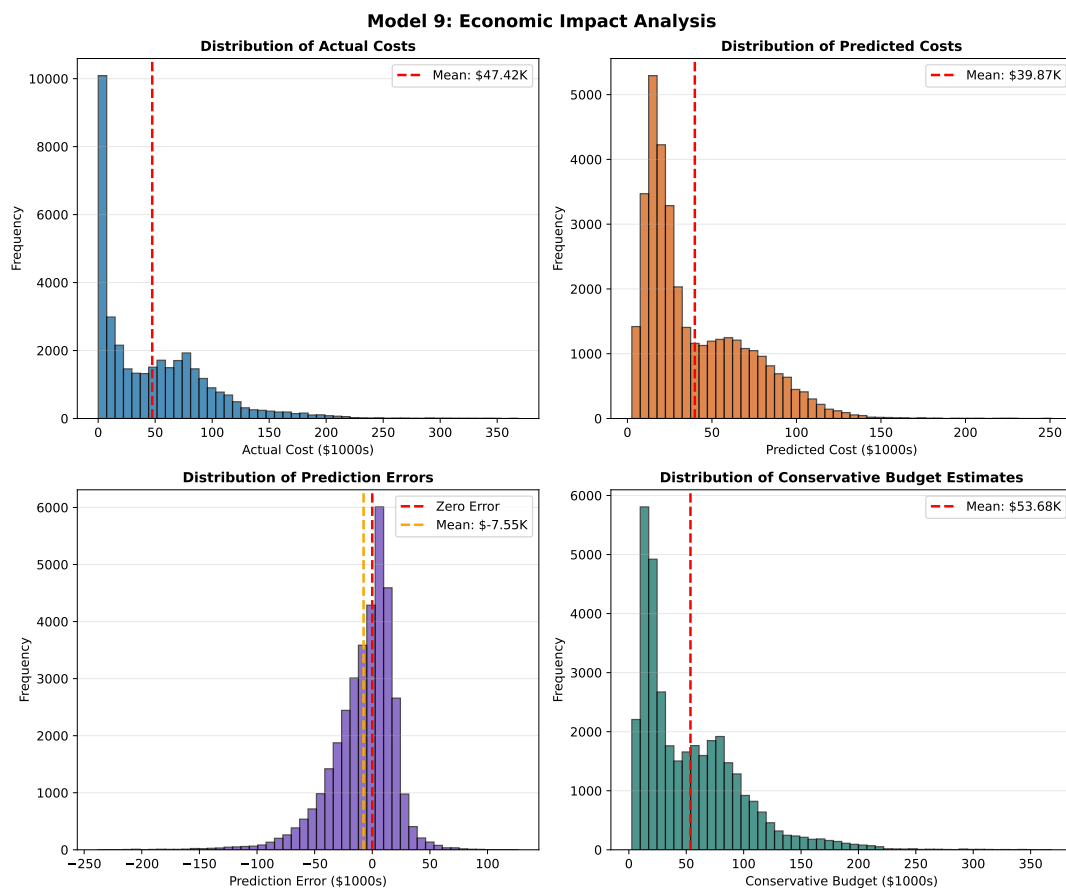 Model 9: Economic Impact Analysis
Distribution of Actual Costs
Mean: $47.42K
Frequency
10000
8000
6000
4000
2000
0
0 50 100 150 200 250 300 350
Actual Cost ($1000s)
Distribution of Predicted Costs
Mean: $39.87K
Frequency
5000
4000
3000
2000
1000
0
0 50 100 150 200 250
Predicted Cost ($1000s)
Distribution of Prediction Errors
Zero Error
Mean: $-7.55K
Frequency
6000
5000
4000
3000
2000
1000
0
−250 −200 −150 −100 −50 0 50 100
Prediction Error ($1000s)
Distribution of Conservative Budget Estimates
Mean: $53.68K
Frequency
6000
5000
4000
3000
2000
1000
0
0 50 100 150 200 250 300 350
Conservative Budget ($1000s)